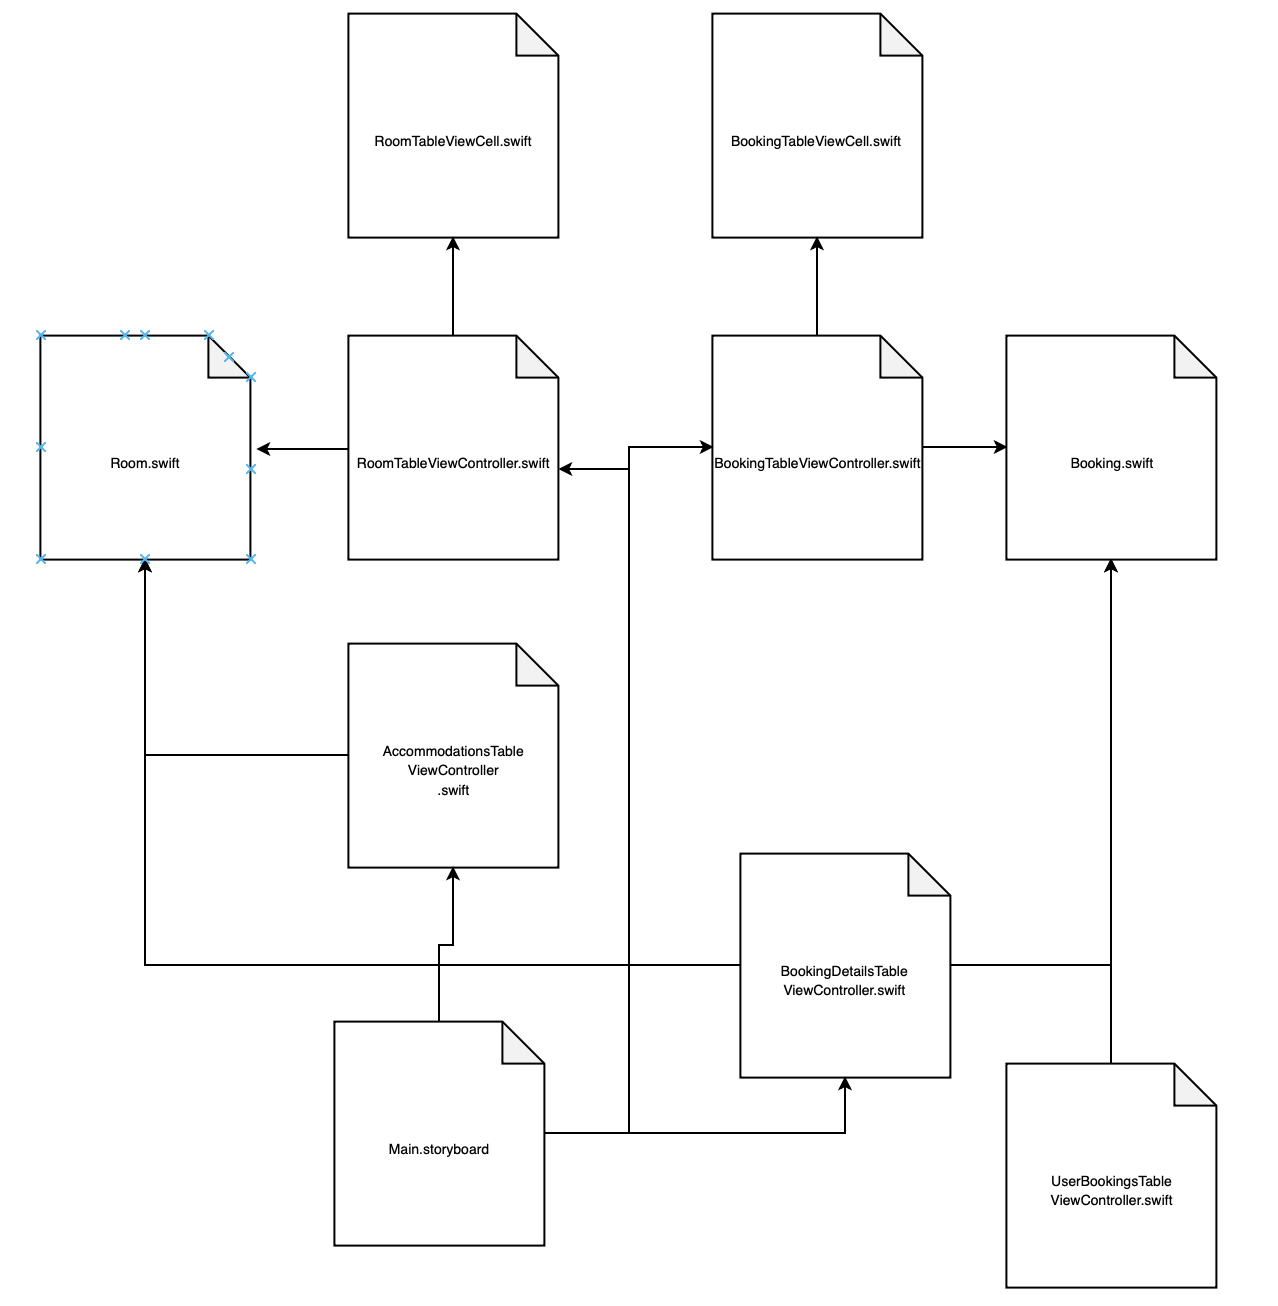 RoomTableViewCell.swift
BookingTableViewCell.swift
Room.swift
RoomTableViewController.swift
BookingTableViewController.swift
Booking.swift
AccommodationsTable
ViewController
.swift
BookingDetailsTable
ViewController.swift
Main.storyboard
UserBookingsTable
ViewController.swift